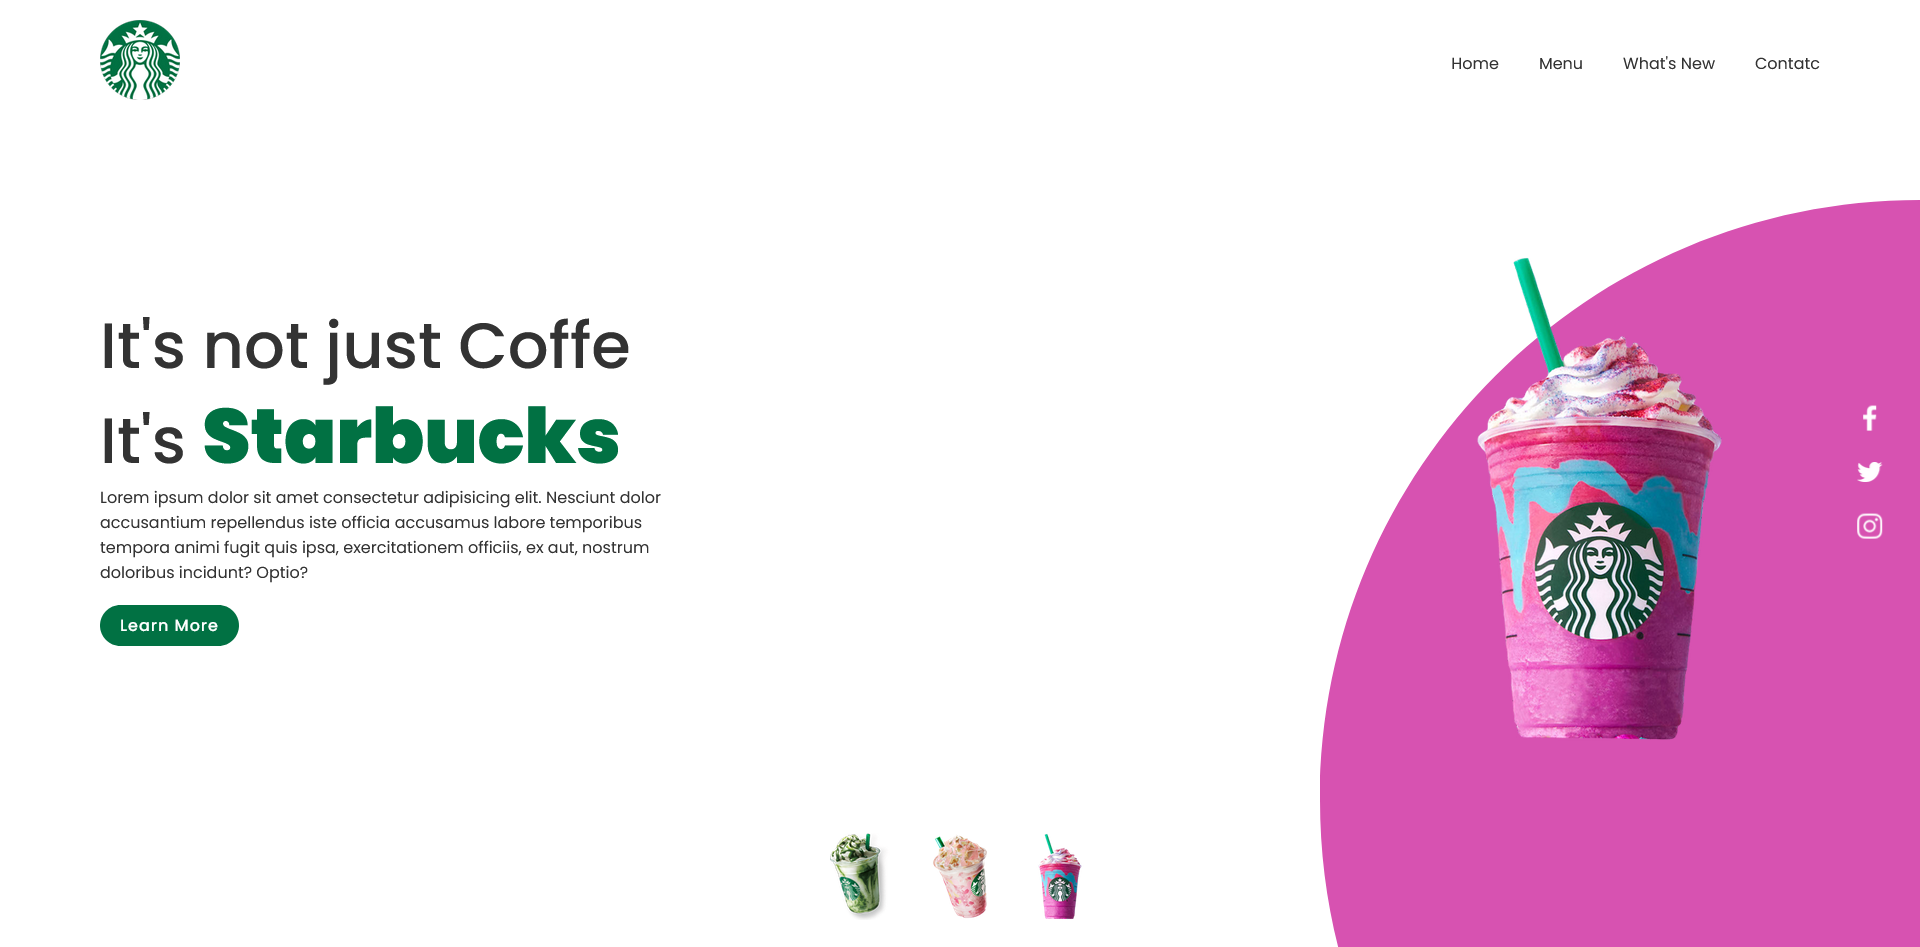 Home Menu What's New Contatc
It's not just Coffe
It's Starbucks
Lorem ipsum dolor sit amet consectetur adipisicing elit. Nesciunt dolor
accusantium repellendus iste officia accusamus labore temporibus
tempora animi fugit quis ipsa, exercitationem officiis, ex aut, nostrum
doloribus incidunt? Optio?
Learn More